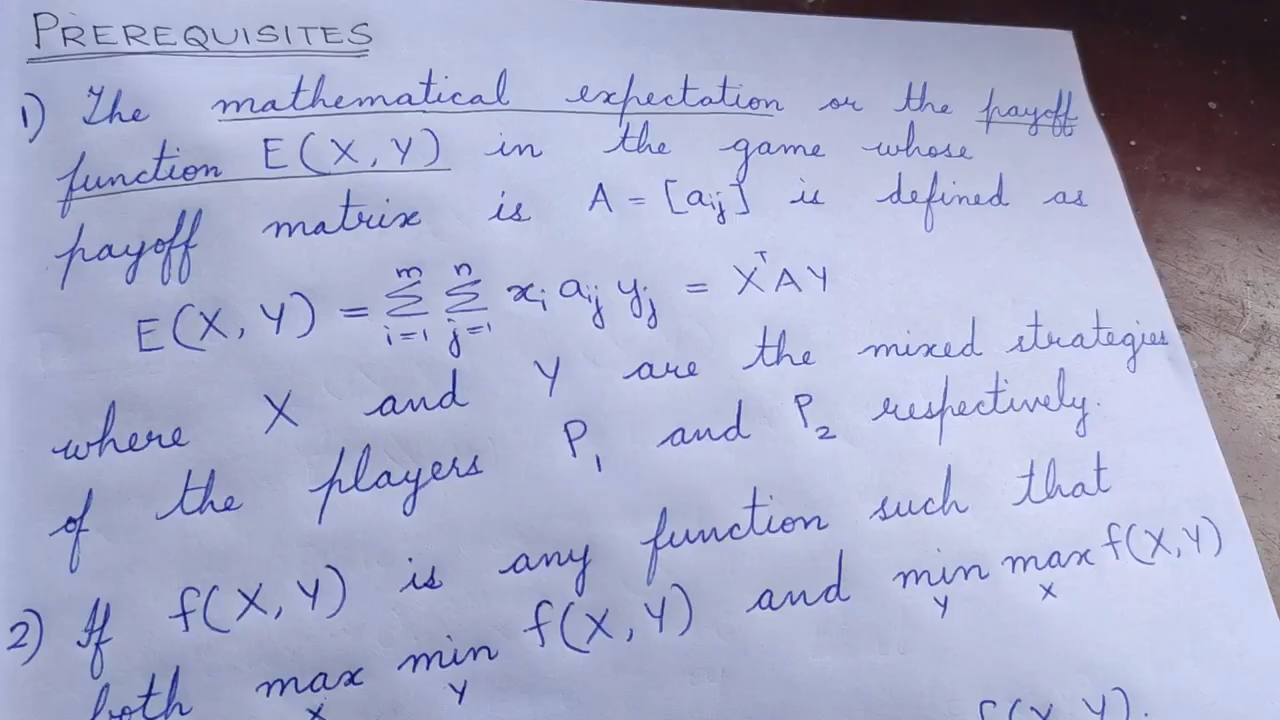 PREREQUISITES
1) The mathematical expectation or the payoff
function E(X, Y) in the game whose
payoff matrix is A = [aij] is defined as
E(X, Y) = m∑i=1 n∑j=1 xi aij yj = XᵀAY
where X and Y are the mixed strategies
of the players P₁ and P₂ respectively.
2) If f(X, Y) is any function such that
both max X min Y f(X, Y) and min Y max X f(X, Y)
f(X, Y).